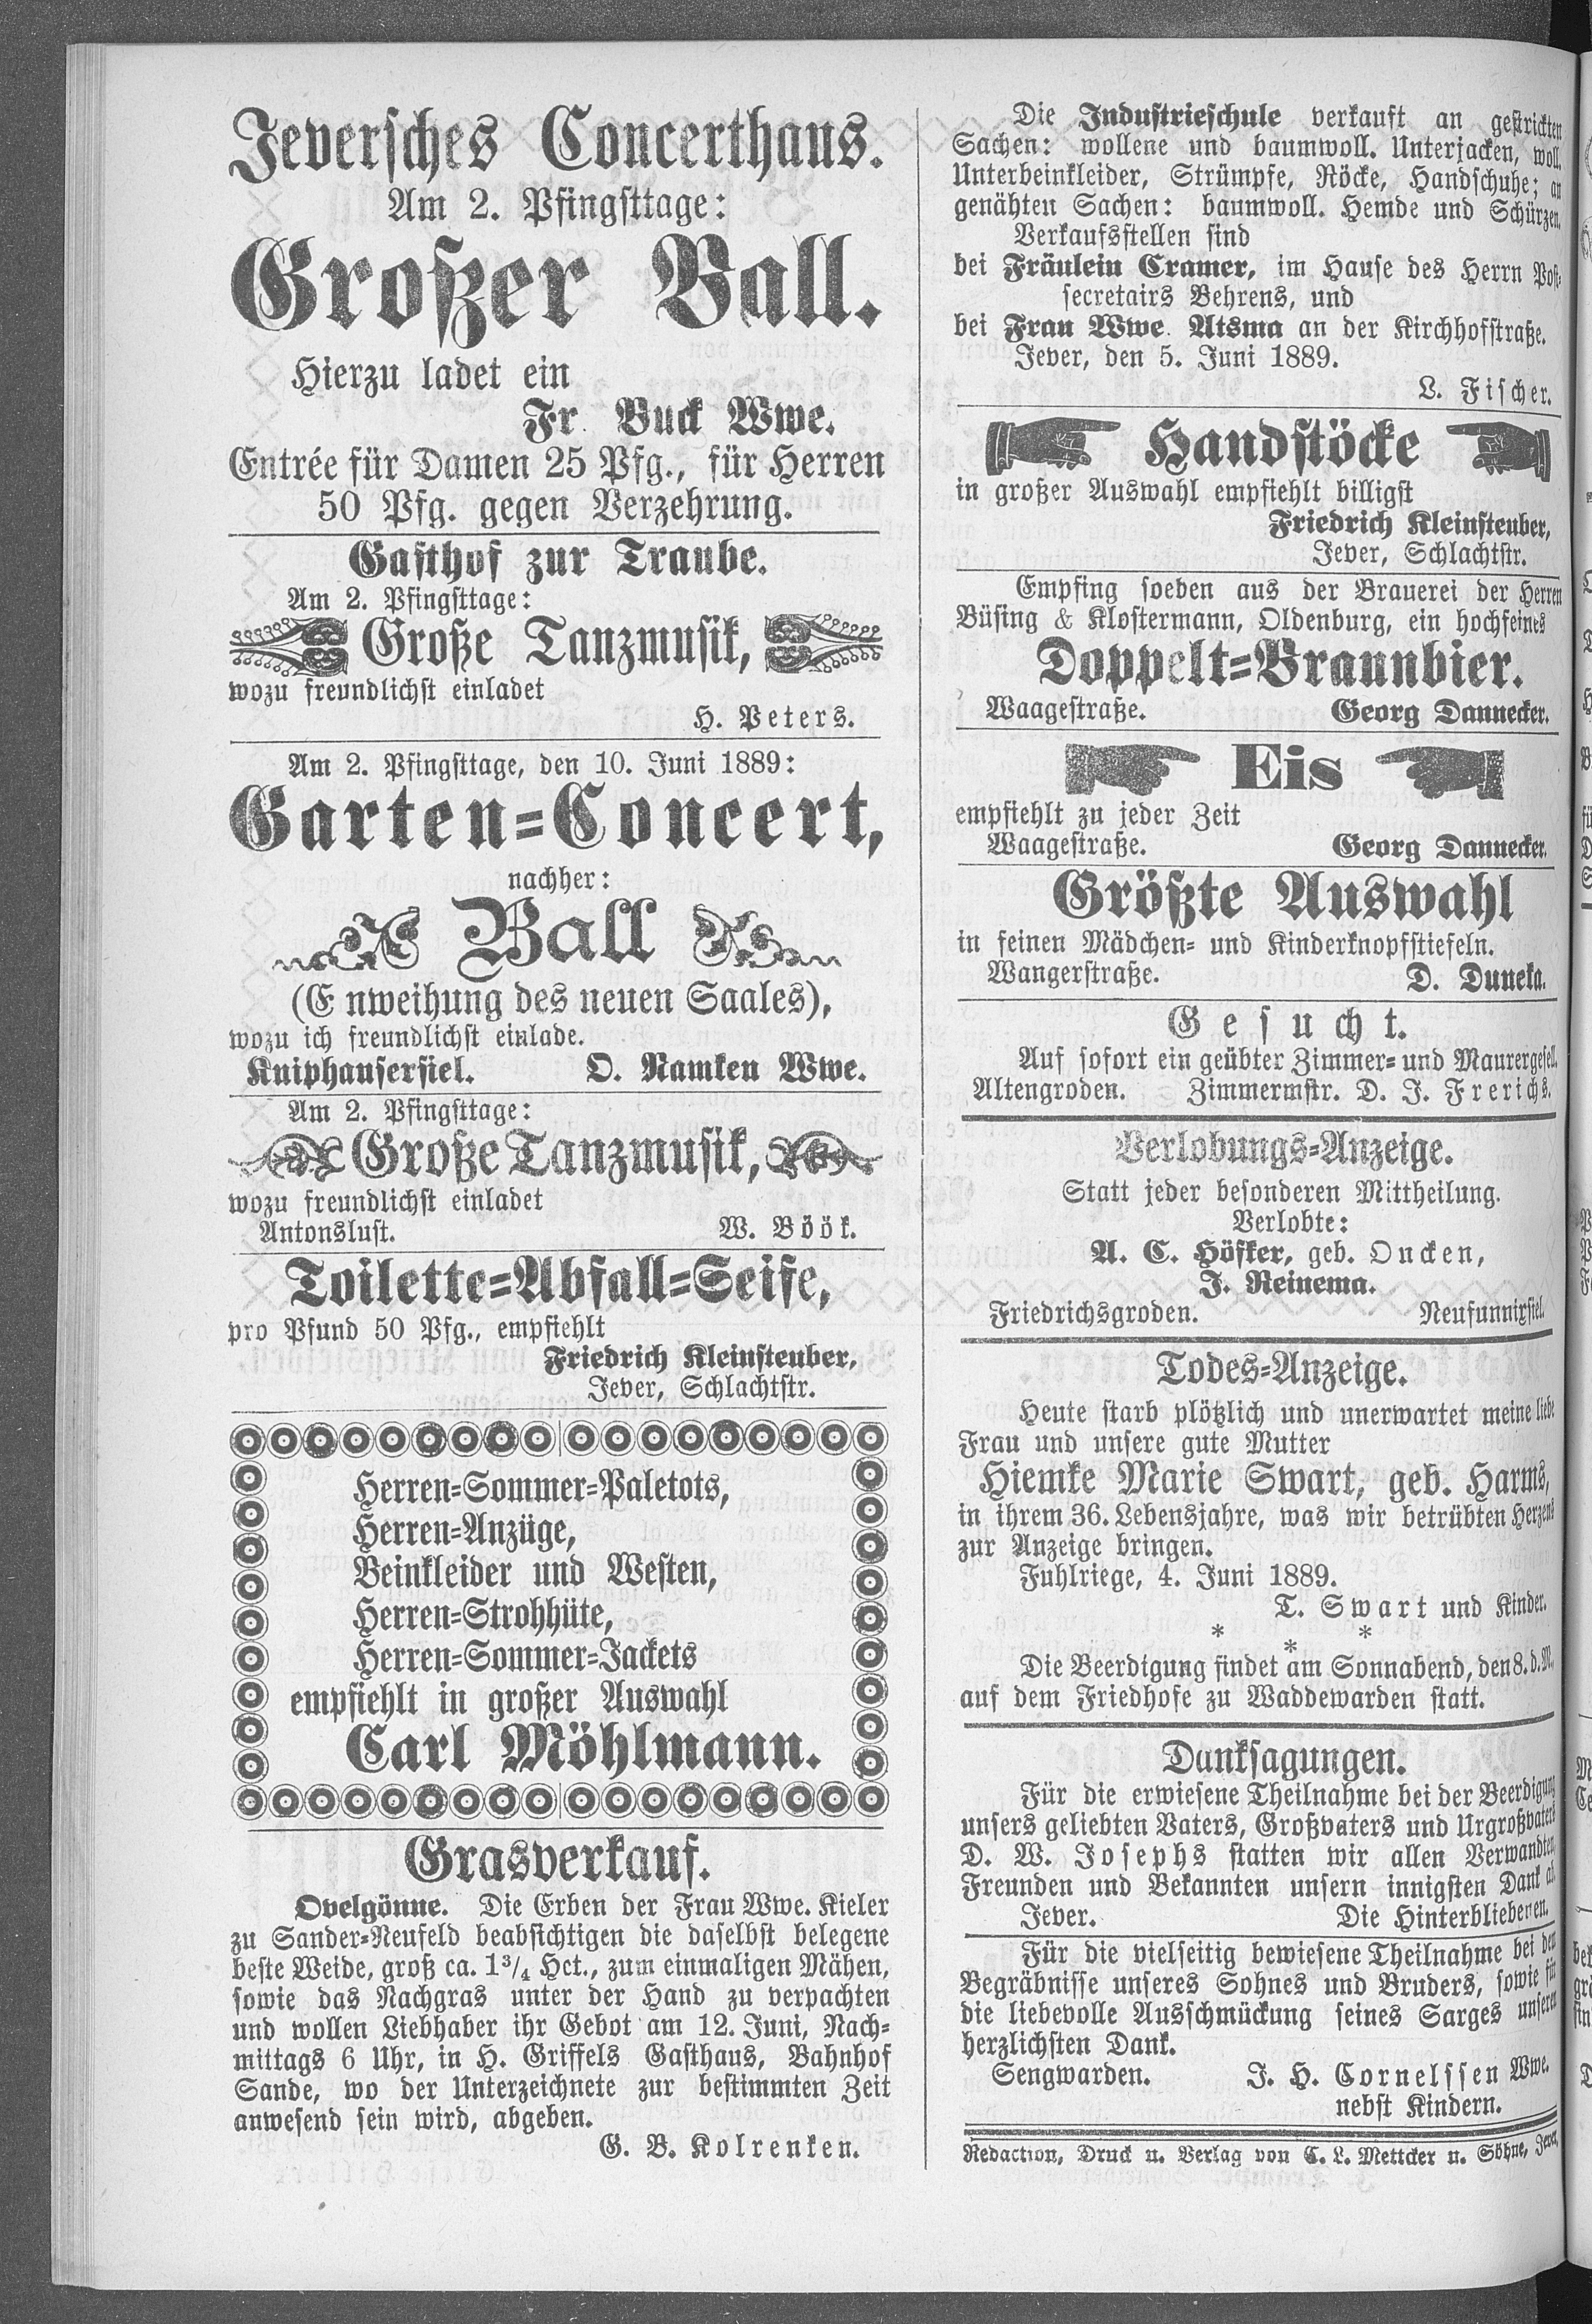 Jeversches Concerthaus.
Am 2. Pfingsttage:
Großer Ball.
Hierzu ladet ein
Fr. Buck Wwe.
Entrée für Damen 25 Pfg., für Herren
50 Pfg. gegen Verzehrung.
Gasthof zur Traube.
Am 2. Pfingsttage:
Große Tanzmusik,
wozu freundlichst einladet
H. Peters.
Am 2. Pfingsttage, den 10. Juni 1889:
Garten-Concert,
nachher:
Ball
(E nweihung des neuen Saales),
wozu ich freundlichst einlade.
Kniphausersiel. O. Namken Wwe.
Am 2. Pfingsttage:
Große Tanzmusik,
wozu freundlichst einladet
Antonslust. W. Böök.
Toilette-Abfall-Seife,
pro Pfund 50 Pfg., empfiehlt
Friedrich Kleinsteuber,
Jever, Schlachtstr.
Herren-Sommer-Paletots,
Herren-Anzüge,
Beinkleider und Westen,
Herren-Strohhüte,
Herren-Sommer-Jackets
empfiehlt in großer Auswahl
Carl Möhlmann.
Grasverkauf.
Ovelgönne. Die Erben der Frau Wwe. Kieler
zu Sander-Neufeld beabsichtigen die daselbst belegene
beste Weide, groß ca. 1¾ Hct., zum einmaligen Mähen,
sowie das Nachgras unter der Hand zu verpachten
und wollen Liebhaber ihr Gebot am 12. Juni, Nach-
mittags 6 Uhr, in H. Griffels Gasthaus, Bahnhof
Sande, wo der Unterzeichnete zur bestimmten Zeit
anwesend sein wird, abgeben.
G. B. Kolrenken.
Die Industrieschule verkauft an gestrickten
Sachen: wollene und baumwoll. Unterjacken, woll.
Unterbeinkleider, Strümpfe, Röcke, Handschuhe; an
genähten Sachen: baumwoll. Hemde und Schürzen.
Verkaufsstellen sind
bei Fräulein Cramer, im Hause des Herrn Post-
secretairs Behrens, und
bei Frau Wwe. Atsma an der Kirchhofstraße.
Jever, den 5. Juni 1889.
L. Fischer.
Handstöcke
in großer Auswahl empfiehlt billigst
Friedrich Kleinsteuber,
Jever, Schlachtstr.
Empfing soeben aus der Brauerei der Herren
Büsing & Klostermann, Oldenburg, ein hochfeines
Doppelt-Braunbier.
Waagestraße. Georg Dannecker.
Eis
empfiehlt zu jeder Zeit
Waagestraße. Georg Dannecker.
Größte Auswahl
in feinen Mädchen- und Kinderknopfstiefeln.
Wangerstraße. D. Duneka.
Gesucht.
Auf sofort ein geübter Zimmer- und Maurergesell.
Altengroden. Zimmermstr. D. J. Frerichs.
Verlobungs-Anzeige.
Statt jeder besonderen Mittheilung.
Verlobte:
A. C. Höfker, geb. Oncken,
J. Reinema.
Friedrichsgroden. Neufunnixsiel.
Todes-Anzeige.
Heute starb plötzlich und unerwartet meine liebe
Frau und unsere gute Mutter
Hiemke Marie Swart, geb. Harms,
in ihrem 36. Lebensjahre, was wir betrübten Herzens
zur Anzeige bringen.
Fuhlriege, 4. Juni 1889.
T. Swart und Kinder.
* * *
Die Beerdigung findet am Sonnabend, den 8. d. M.,
auf dem Friedhofe zu Waddewarden statt.
Danksagungen.
Für die erwiesene Theilnahme bei der Beerdigung
unsers geliebten Vaters, Großvaters und Urgroßvaters
D. W. Josephs statten wir allen Verwandten,
Freunden und Bekannten unsern innigsten Dank ab.
Jever. Die Hinterbliebenen.
Für die vielseitig bewiesene Theilnahme bei dem
Begräbnisse unseres Sohnes und Bruders, sowie für
die liebevolle Ausschmückung seines Sarges unseren
herzlichsten Dank.
Sengwarden. J. H. Cornelssen Wwe.
nebst Kindern.
Redaction, Druck u. Verlag von C. L. Mettcker u. Söhne, Jever.